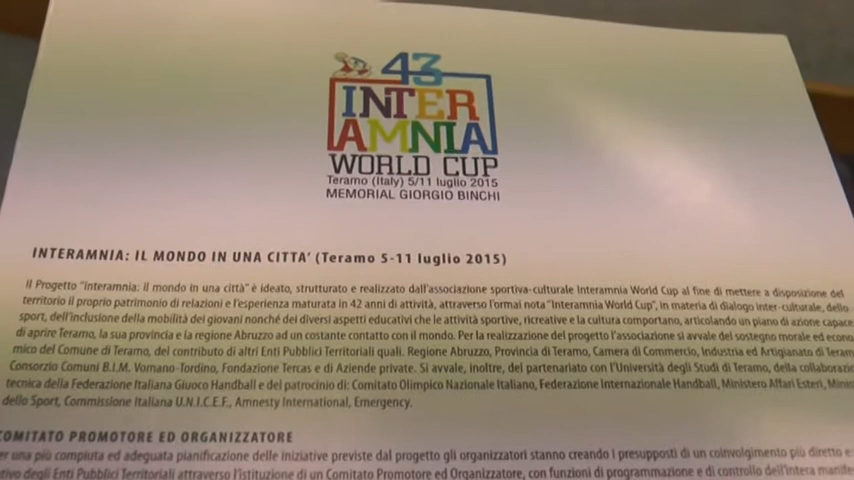 43
INTER
AMNIA
WORLD CUP
Teramo (Italy) 5/11 luglio 2015
MEMORIAL GIORGIO BINCHI
INTERAMNIA: IL MONDO IN UNA CITTA' (Teramo 5-11 luglio 2015)
Il Progetto "Interamnia: il mondo in una città" è ideato, strutturato e realizzato dall'associazione sportiva-culturale Interamnia World Cup al fine di mettere a disposizione del
territorio il proprio patrimonio di relazioni e l'esperienza maturata in 42 anni di attività, attraverso l'ormai nota "Interamnia World Cup", in materia di dialogo inter-culturale, dello
sport, dell'inclusione della mobilità dei giovani nonché dei diversi aspetti educativi che le attività sportive, ricreative e la cultura comportano, articolando un piano di azione capace
di aprire Teramo, la sua provincia e la regione Abruzzo ad un costante contatto con il mondo. Per la realizzazione del progetto l'associazione si avvale del sostegno morale ed econo
mico del Comune di Teramo, del contributo di altri Enti Pubblici Territoriali quali. Regione Abruzzo, Provincia di Teramo, Camera di Commercio, Industria ed Artigianato di Teram
Consorzio Comuni B.I.M. Vomano-Tordino, Fondazione Tercas e di Aziende private. Si avvale, inoltre, del partenariato con l'Università degli Studi di Teramo, della collaborazio
tecnica della Federazione Italiana Giuoco Handball e del patrocinio di: Comitato Olimpico Nazionale Italiano, Federazione Internazionale Handball, Ministero Affari Esteri, Minist
dello Sport, Commissione Italiana U.N.I.C.E.F., Amnesty International, Emergency.
COMITATO PROMOTORE ED ORGANIZZATORE
er una più compiuta ed adeguata pianificazione delle iniziative previste dal progetto gli organizzatori stanno creando i presupposti di un coinvolgimento più diretto e
tivo degli Enti Pubblici Territoriali attraverso l'istituzione di un Comitato Promotore ed Organizzatore, con funzioni di programmazione e di controllo dell'intera manife